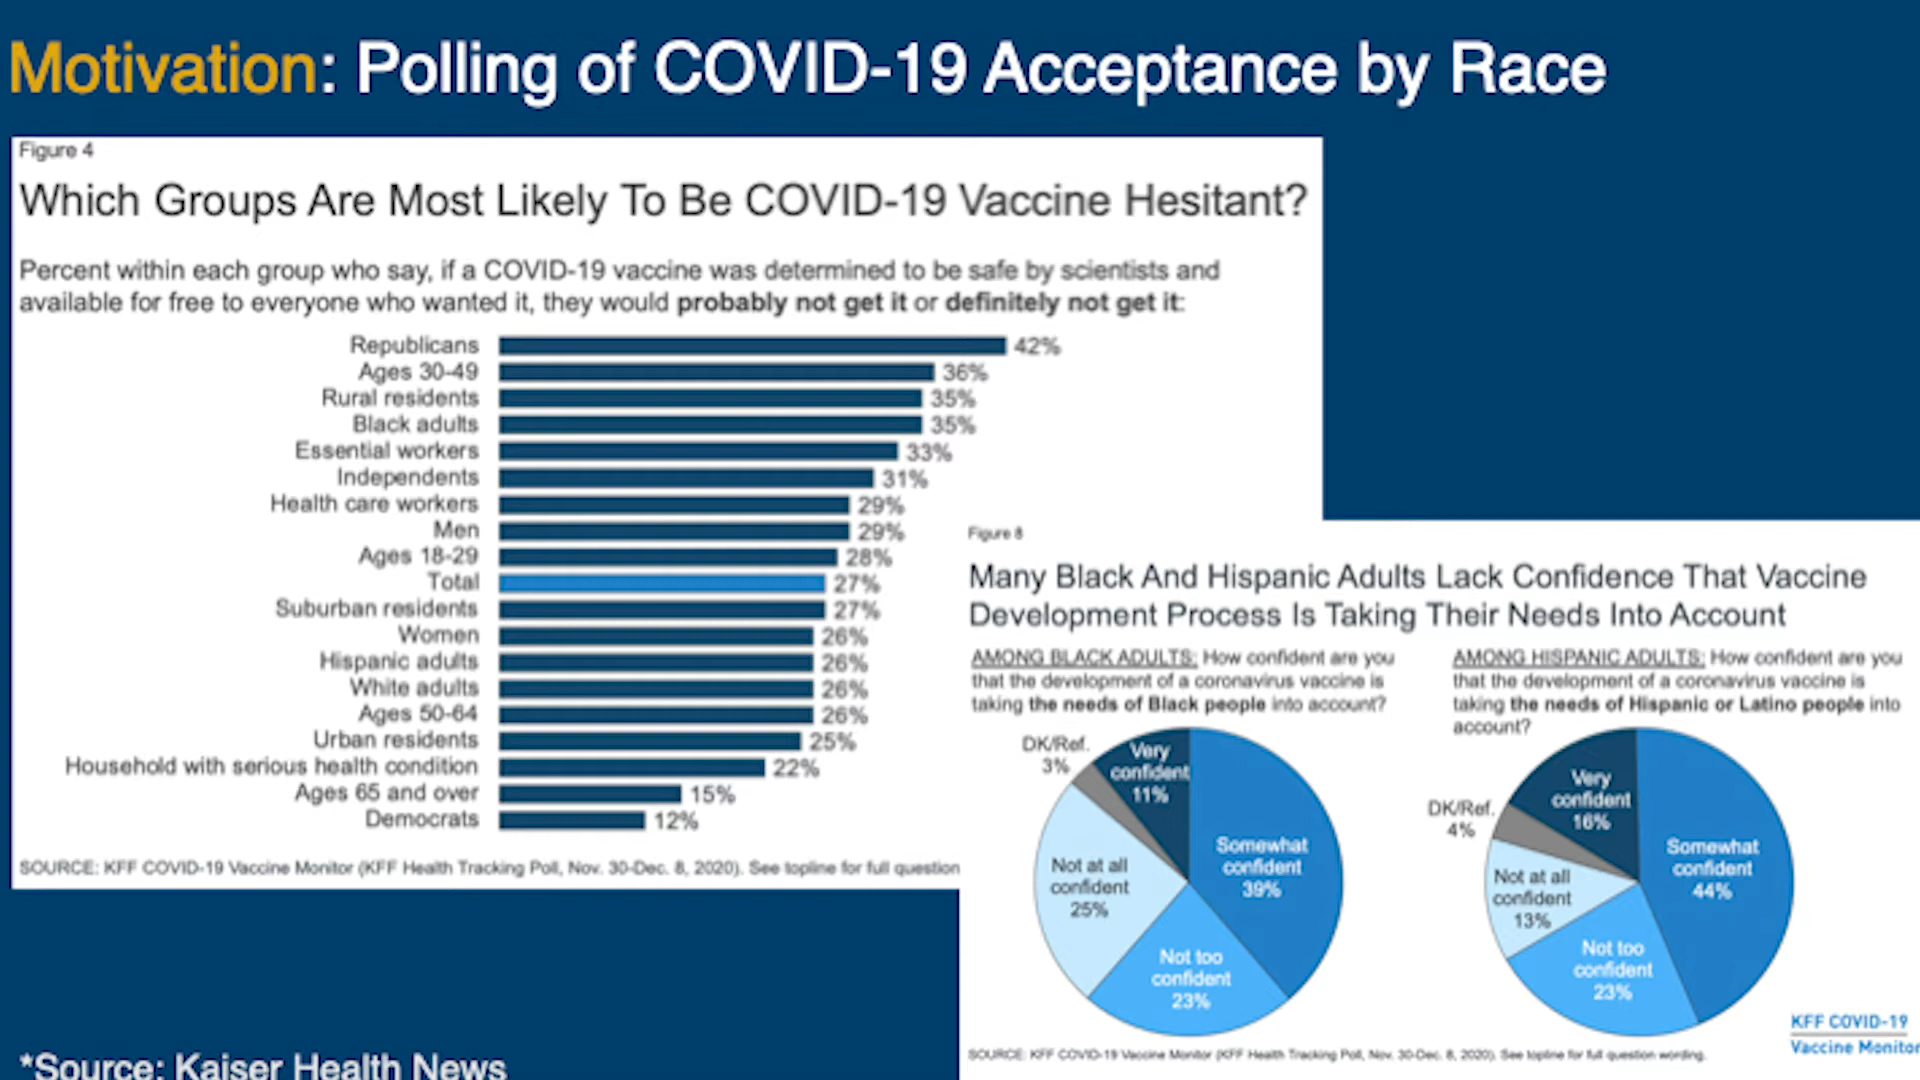 Motivation: Polling of COVID-19 Acceptance by Race
Figure 4
Which Groups Are Most Likely To Be COVID-19 Vaccine Hesitant?
Percent within each group who say, if a COVID-19 vaccine was determined to be safe by scientists and
available for free to everyone who wanted it, they would probably not get it or definitely not get it:
Republicans 42%
Ages 30-49 36%
Rural residents 35%
Black adults 35%
Essential workers 33%
Independents 31%
Health care workers 29%
Men 29%
Ages 18-29 28%
Total 27%
Suburban residents 27%
Women 26%
Hispanic adults 26%
White adults 26%
Ages 50-64 26%
Urban residents 25%
Household with serious health condition 22%
Ages 65 and over 15%
Democrats 12%
SOURCE: KFF COVID-19 Vaccine Monitor (KFF Health Tracking Poll, Nov. 30-Dec. 8, 2020). See topline for full question
Figure 8
Many Black And Hispanic Adults Lack Confidence That Vaccine
Development Process Is Taking Their Needs Into Account
AMONG BLACK ADULTS: How confident are you
that the development of a coronavirus vaccine is
taking the needs of Black people into account?
DK/Ref.
3%
Very
confident
11%
Somewhat
confident
39%
Not at all
confident
25%
Not too
confident
23%
AMONG HISPANIC ADULTS: How confident are you
that the development of a coronavirus vaccine is
taking the needs of Hispanic or Latino people into
account?
Very
confident
16%
DK/Ref.
4%
Somewhat
confident
44%
Not at all
confident
13%
Not too
confident
23%
KFF COVID-19
Vaccine Monitor
SOURCE: KFF COVID-19 Vaccine Monitor (KFF Health Tracking Poll, Nov. 30-Dec. 8, 2020). See topline for full question wording.
*Source: Kaiser Health News